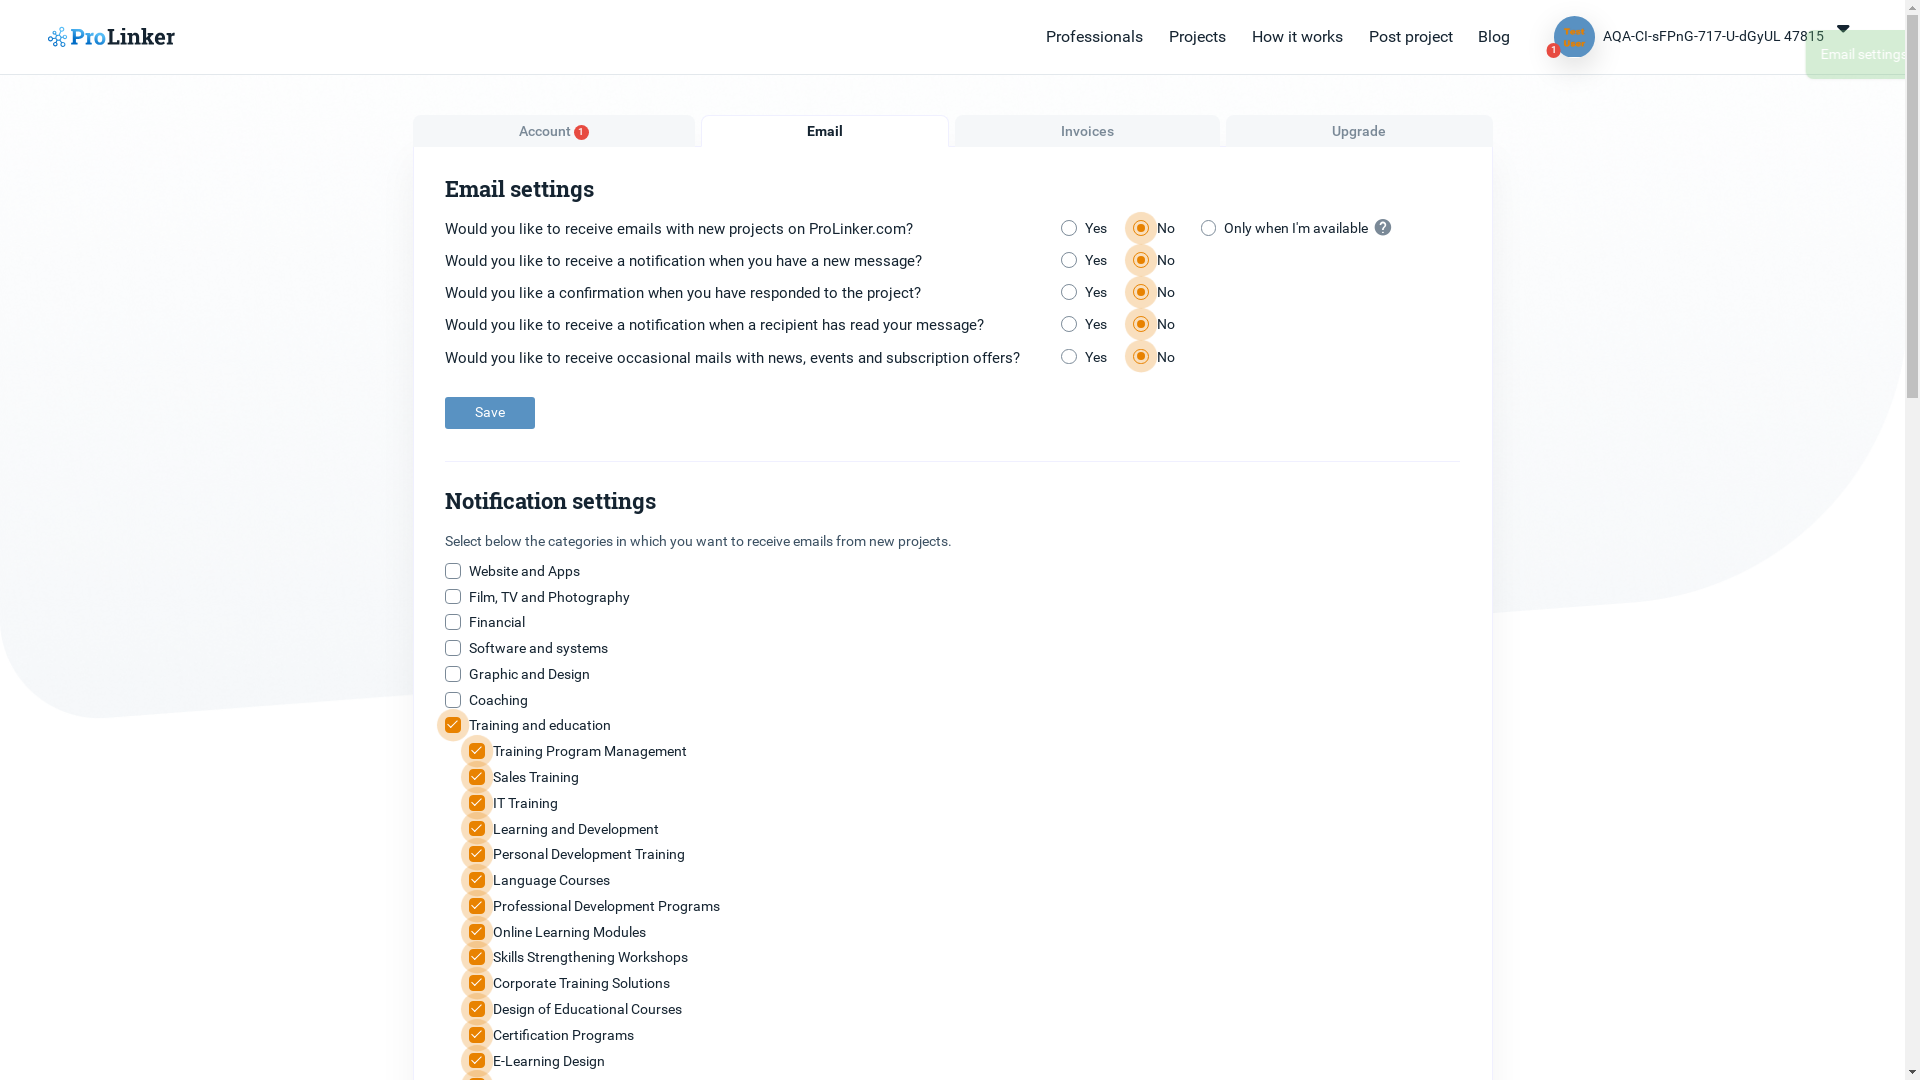 ProLinker
Professionals
Projects
How it works
Post project
Blog
1
AQA-CI-sFPnG-717-U-dGyUL 47815
Email settings
Account 1
Email
Invoices
Upgrade
Email settings
Would you like to receive emails with new projects on ProLinker.com? Yes No Only when I'm available ?
Would you like to receive a notification when you have a new message? Yes No
Would you like a confirmation when you have responded to the project? Yes No
Would you like to receive a notification when a recipient has read your message? Yes No
Would you like to receive occasional mails with news, events and subscription offers? Yes No
Save
Notification settings
Select below the categories in which you want to receive emails from new projects.
Website and Apps
Film, TV and Photography
Financial
Software and systems
Graphic and Design
Coaching
Training and education
Training Program Management
Sales Training
IT Training
Learning and Development
Personal Development Training
Language Courses
Professional Development Programs
Online Learning Modules
Skills Strengthening Workshops
Corporate Training Solutions
Design of Educational Courses
Certification Programs
E-Learning Design